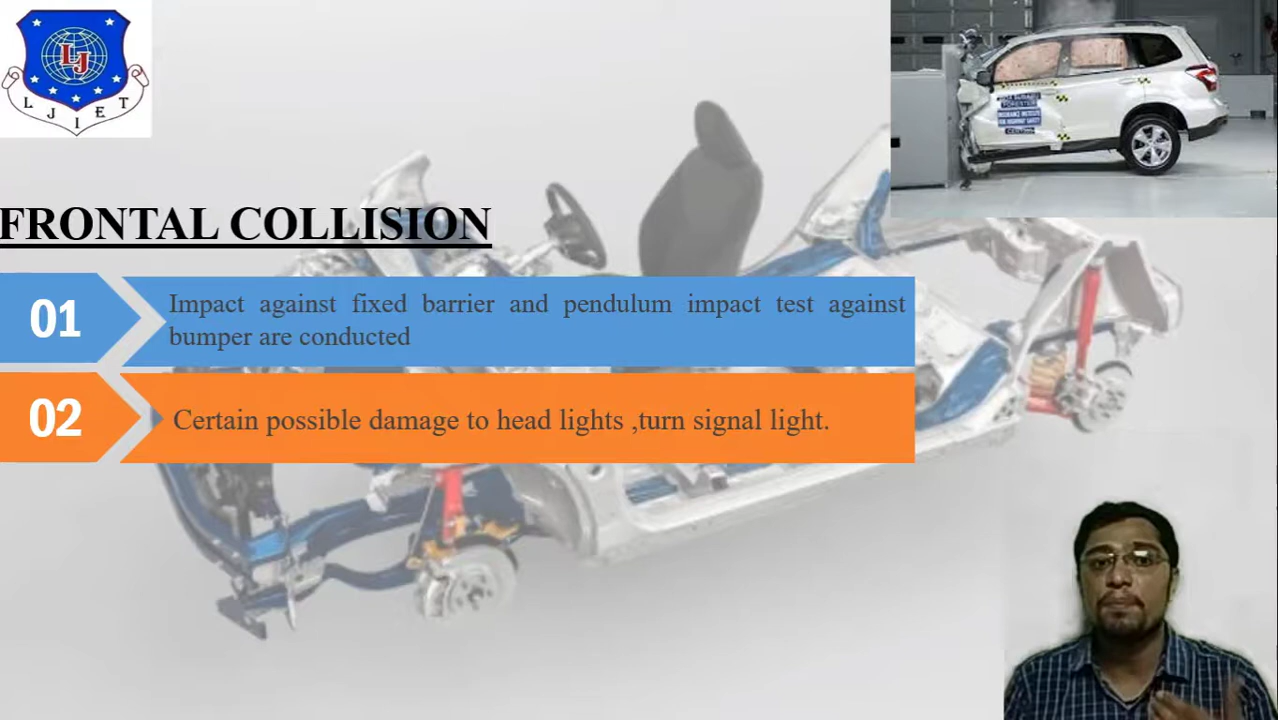 LJ
LJIET
FRONTAL COLLISION
01
Impact against fixed barrier and pendulum impact test against
bumper are conducted
02
Certain possible damage to head lights ,turn signal light.